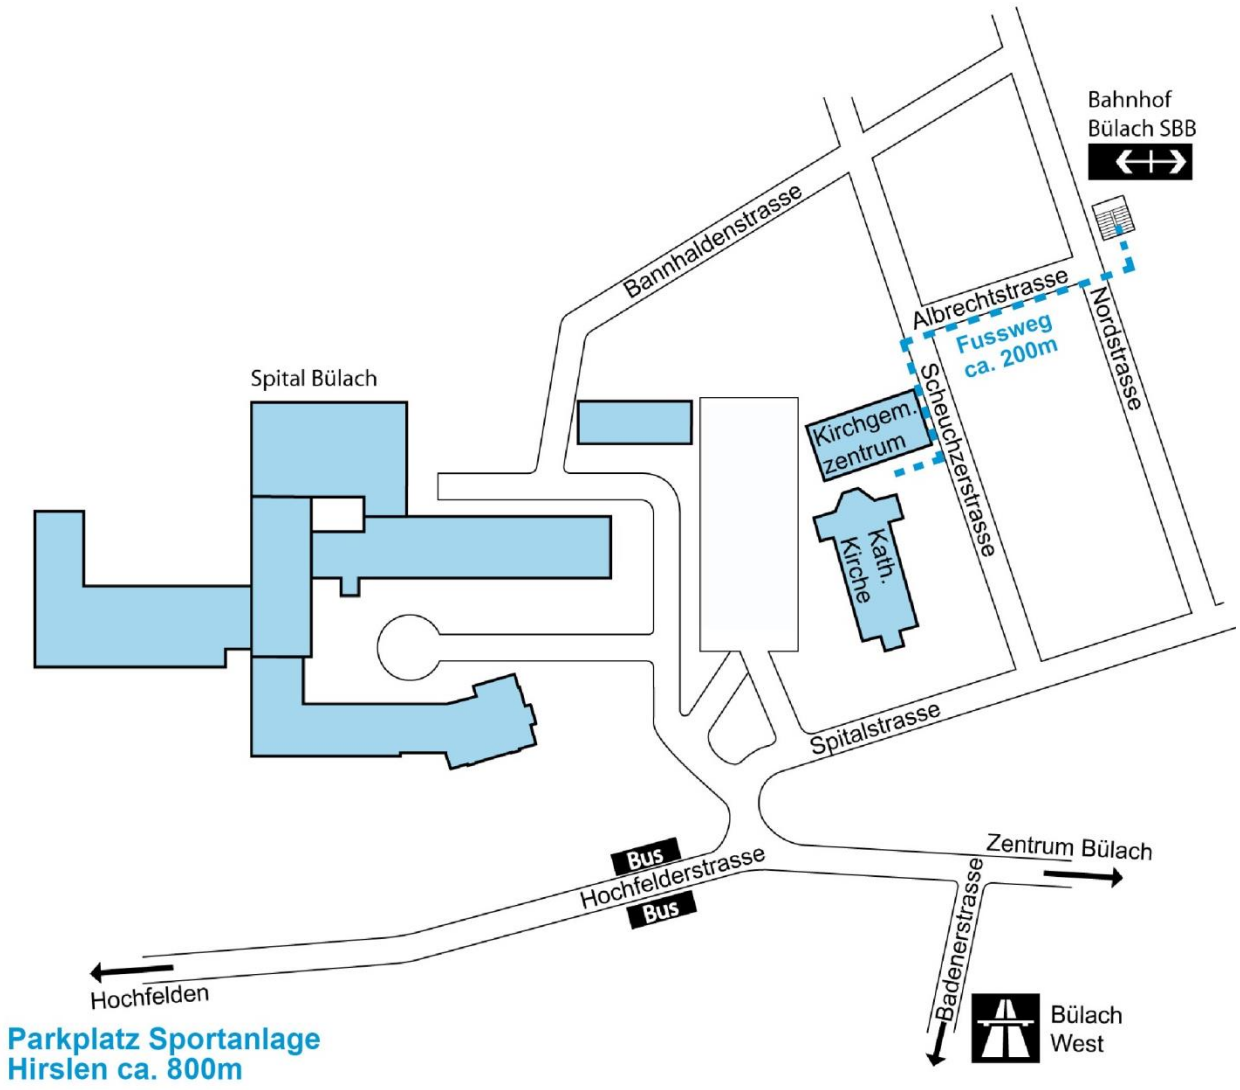 Bahnhof
Bülach SBB
Bannhaldenstrasse
Albrechtstrasse
Fussweg
ca. 200m
Nordstrasse
Spital Bülach
Scheuchzerstrasse
Kirchgem.
zentrum
Kath.
Kirche
Spitalstrasse
Zentrum Bülach
Bus
Hochfelderstrasse
Bus
Badenerstrasse
Hochfelden
Bülach
West
Parkplatz Sportanlage
Hirslen ca. 800m